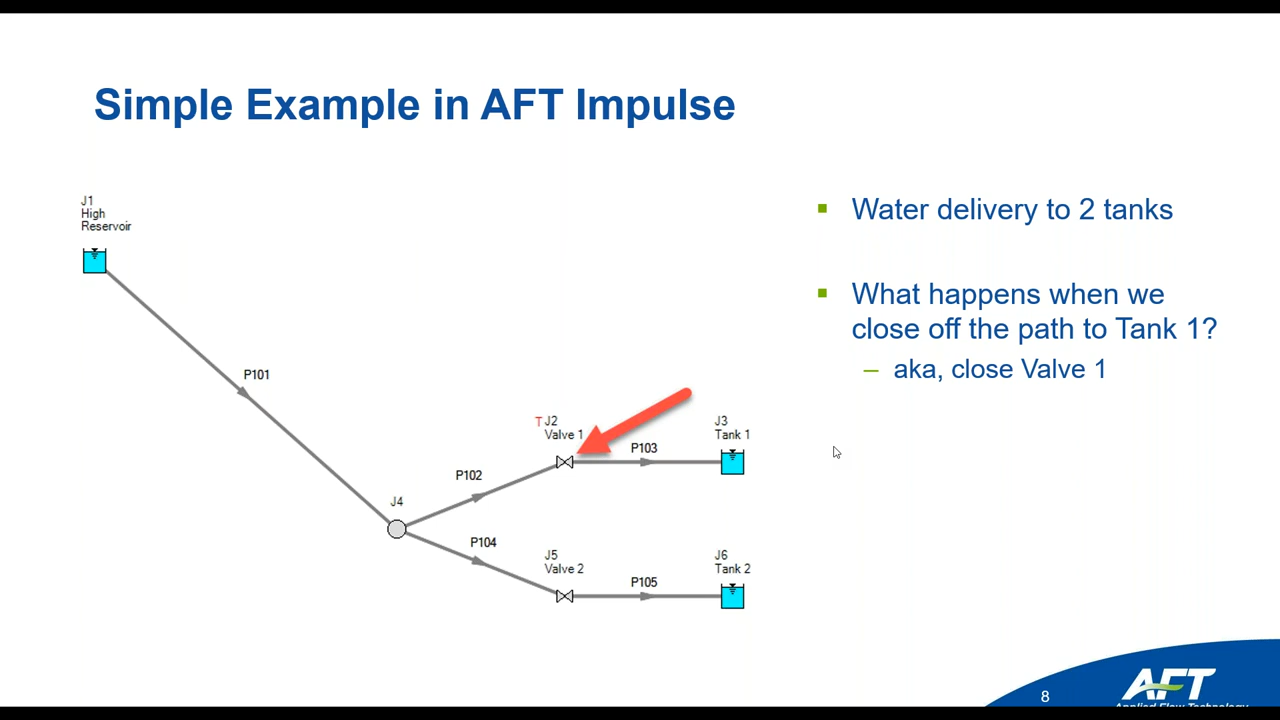 Simple Example in AFT Impulse
J1
High
Reservoir
P101
J4
P102
T J2
Valve 1
P103
J3
Tank 1
P104
J5
Valve 2
P105
J6
Tank 2
Water delivery to 2 tanks
What happens when we
close off the path to Tank 1?
– aka, close Valve 1
8
AFT
Applied Flow Technology